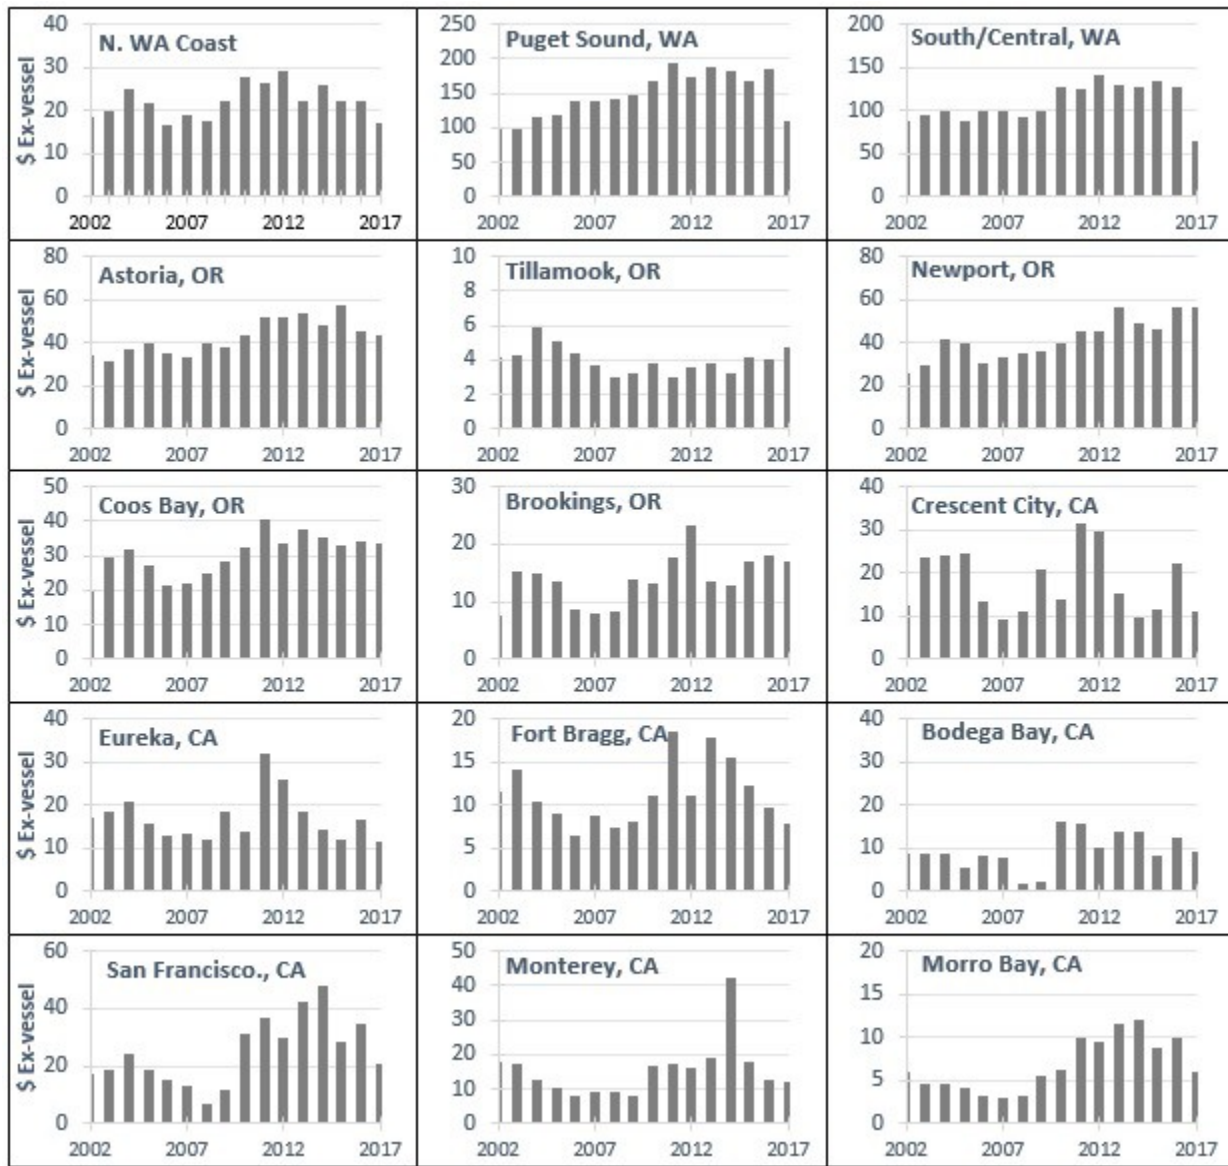 N. WA Coast
$ Ex-vessel
40
30
20
10
0
2002 2007 2012 2017
Puget Sound, WA
250
200
150
100
50
0
2002 2007 2012 2017
South/Central, WA
200
150
100
50
0
2002 2007 2012 2017
Astoria, OR
$ Ex-vessel
80
60
40
20
0
2002 2007 2012 2017
Tillamook, OR
10
8
6
4
2
0
2002 2007 2012 2017
Newport, OR
80
60
40
20
0
2002 2007 2012 2017
Coos Bay, OR
$ Ex-vessel
50
40
30
20
10
0
2002 2007 2012 2017
Brookings, OR
30
20
10
0
2002 2007 2012 2017
Crescent City, CA
40
30
20
10
0
2002 2007 2012 2017
Eureka, CA
$ Ex-vessel
40
30
20
10
0
2002 2007 2012 2017
Fort Bragg, CA
20
15
10
5
0
2002 2007 2012 2017
Bodega Bay, CA
40
30
20
10
0
2002 2007 2012 2017
San Francisco., CA
$ Ex-vessel
60
40
20
0
2002 2007 2012 2017
Monterey, CA
50
40
30
20
10
0
2002 2007 2012 2017
Morro Bay, CA
20
15
10
5
0
2002 2007 2012 2017